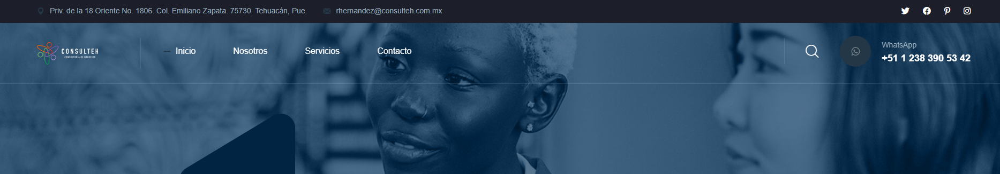 Priv. de la 18 Oriente No. 1806. Col. Emiliano Zapata. 75730. Tehuacán, Pue. rhernandez@consulteh.com.mx
CONSULTEH
CONSULTORÍA DE NEGOCIOS
Inicio Nosotros Servicios Contacto
WhatsApp
+51 1 238 390 53 42